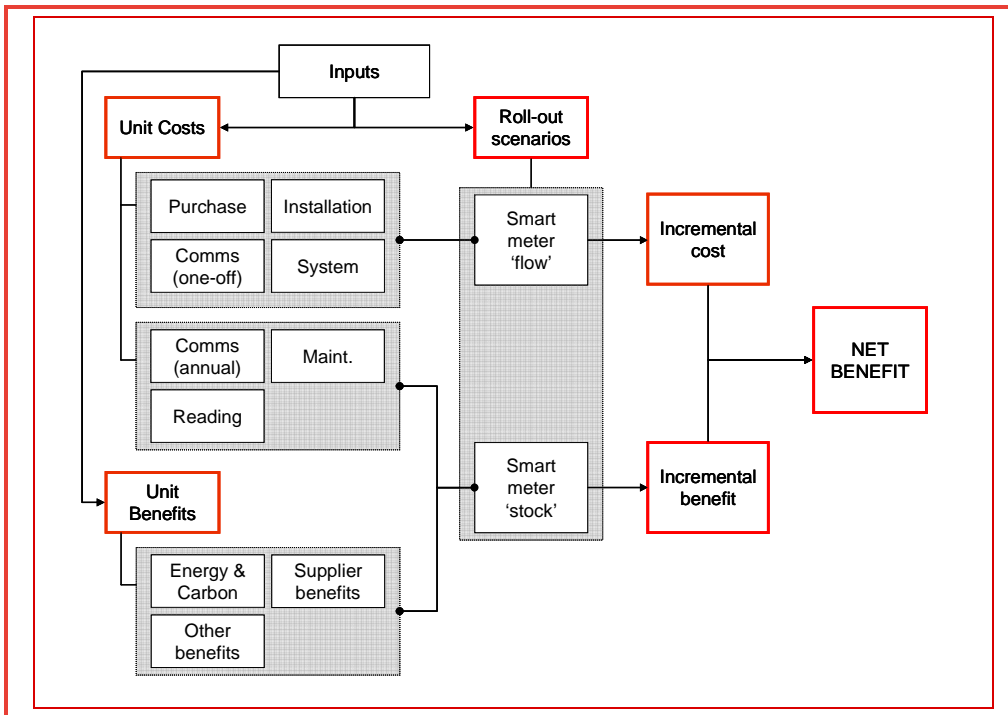 Inputs
Unit Costs
Roll-out
scenarios
Purchase
Installation
Comms
(one-off)
System
Smart
meter
‘flow’
Incremental
cost
Comms
(annual)
Maint.
Reading
NET
BENEFIT
Unit
Benefits
Smart
meter
‘stock’
Incremental
benefit
Energy &
Carbon
Supplier
benefits
Other
benefits